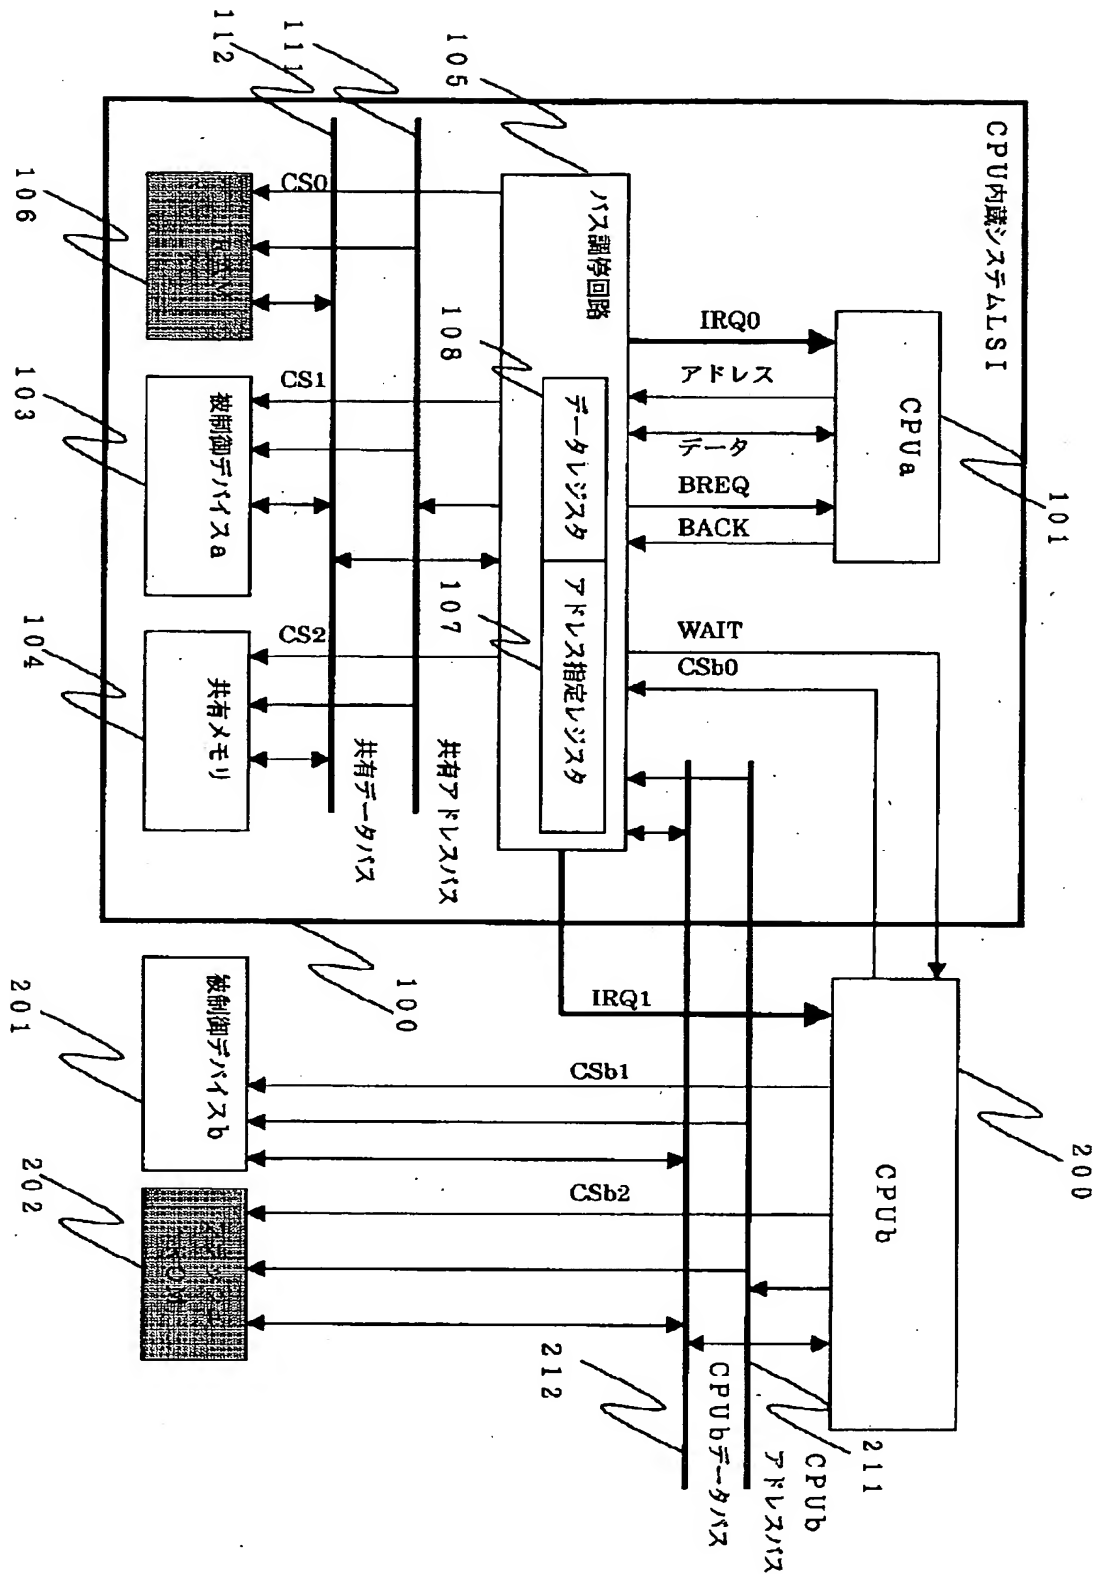 112
111
105
CPU内蔵システムLSI
CPUa
101
IRQ0
アドレス
データ
BREQ
BACK
WAIT
CSb0
バス調停回路
108
データレジスタ
107
アドレス指定レジスタ
共有アドレスバス
共有データバス
CS0
CS1
CS2
106
被制御デバイスa
103
共有メモリ
104
100
CPUb
200
IRQ1
CSb1
CSb2
被制御デバイスb
201
202
211
CPUb
アドレスバス
CPUbデータバス
212